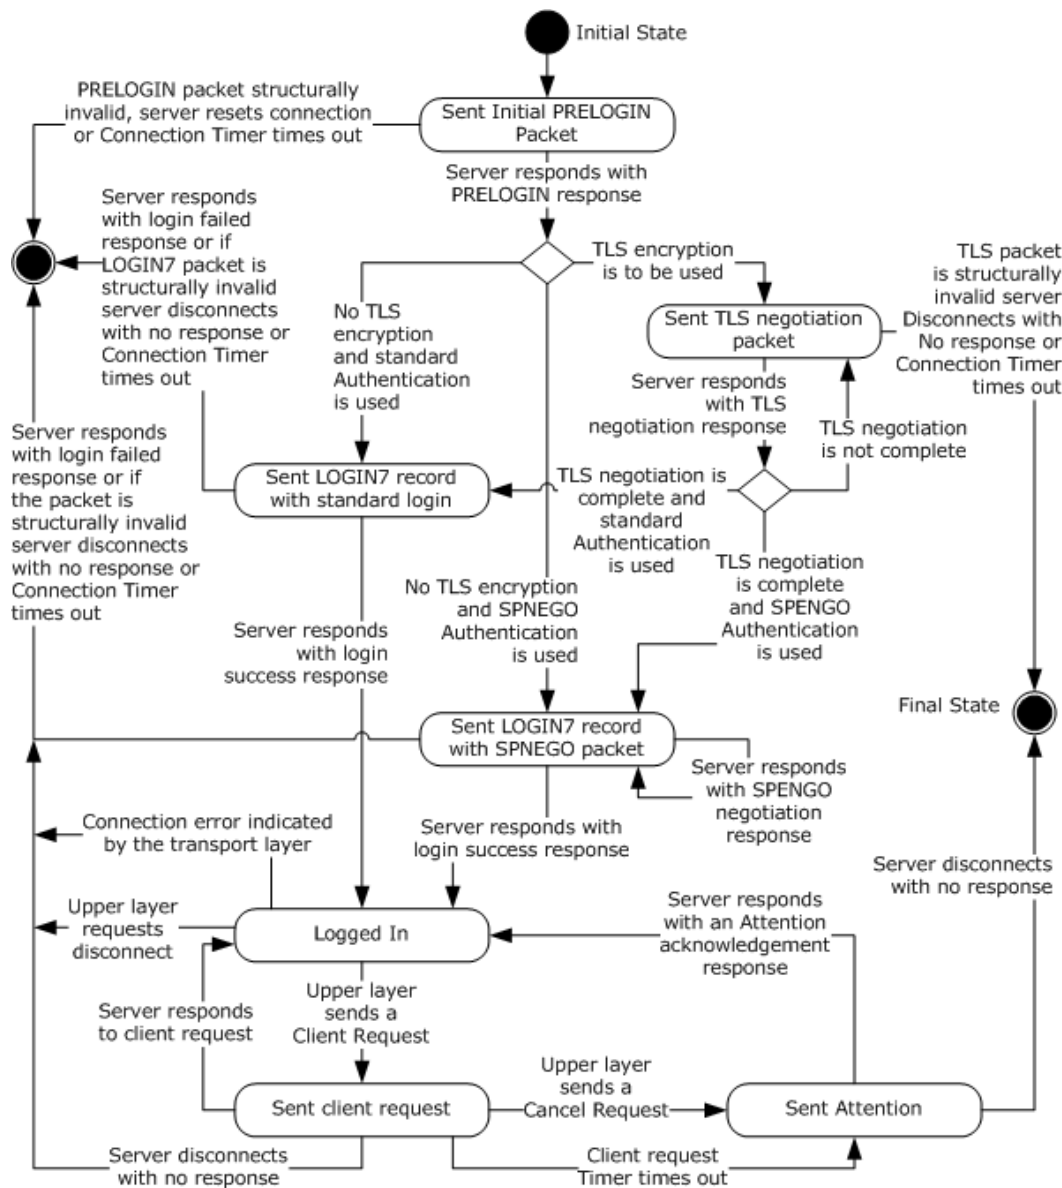 Initial State
PRELOGIN packet structurally
invalid, server resets connection
or Connection Timer times out
Sent Initial PRELOGIN
Packet
Server responds with
PRELOGIN response
Server responds
with login failed
response or if
LOGIN7 packet is
structurally invalid
server disconnects
with no response or
Connection Timer
times out
TLS encryption
is to be used
TLS packet
is structurally
invalid server
Disconnects with
No response or
Connection Timer
times out
No TLS
encryption
and standard
Authentication
is used
Sent TLS negotiation
packet
Server responds
with TLS
negotiation response
TLS negotiation
is not complete
Server responds
with login failed
response or if
the packet is
structurally invalid
server disconnects
with no response or
Connection Timer
times out
Sent LOGIN7 record
with standard login
TLS negotiation is
complete and
standard
Authentication
is used
TLS negotiation
is complete
and SPENGO
Authentication
is used
No TLS encryption
and SPNEGO
Authentication
is used
Server responds
with login
success response
Final State
Sent LOGIN7 record
with SPNEGO packet
Server responds
with SPENGO
negotiation
response
Connection error indicated
by the transport layer
Server responds with
login success response
Server disconnects
with no response
Upper layer
requests
disconnect
Logged In
Server responds
with an Attention
acknowledgement
response
Server responds
to client request
Upper layer
sends a
Client Request
Sent client request
Upper layer
sends a
Cancel Request
Sent Attention
Server disconnects
with no response
Client request
Timer times out